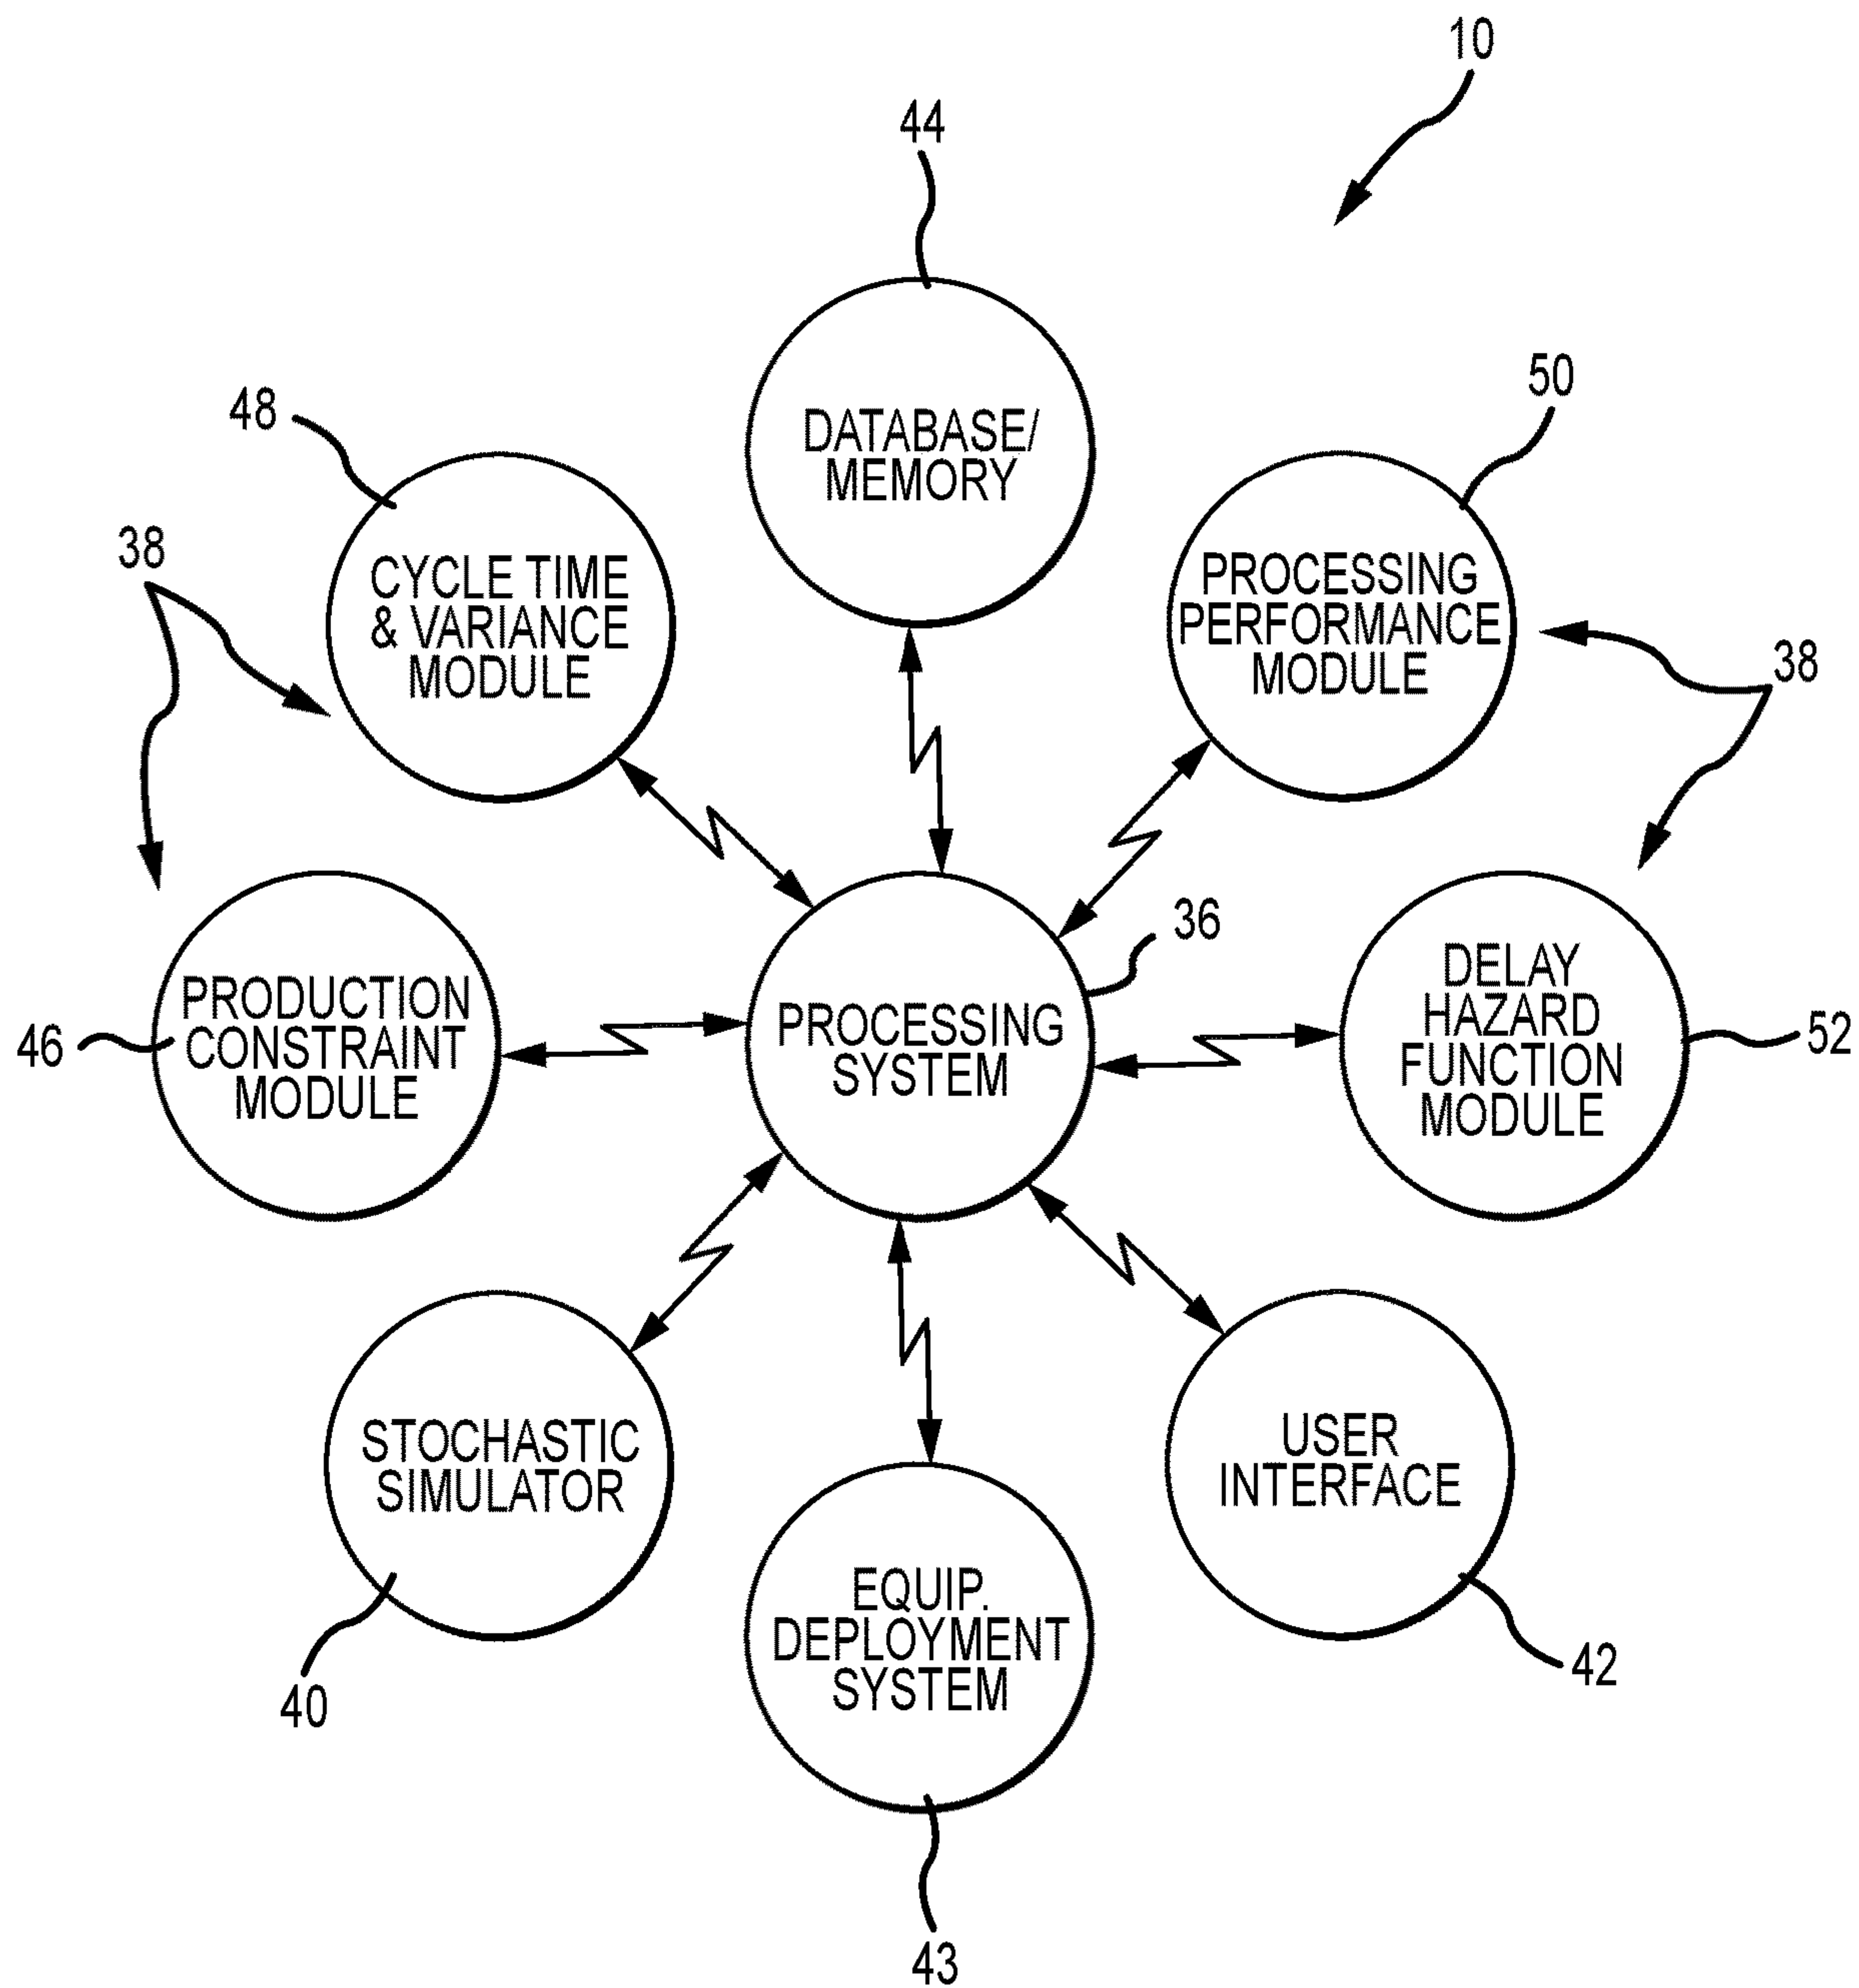 10
44
50
48
DATABASE/
MEMORY
38
CYCLE TIME
& VARIANCE
MODULE
PROCESSING
PERFORMANCE
MODULE
38
36
PRODUCTION
CONSTRAINT
MODULE
46
PROCESSING
SYSTEM
DELAY
HAZARD
FUNCTION
MODULE
52
STOCHASTIC
SIMULATOR
40
EQUIP.
DEPLOYMENT
SYSTEM
43
USER
INTERFACE
42